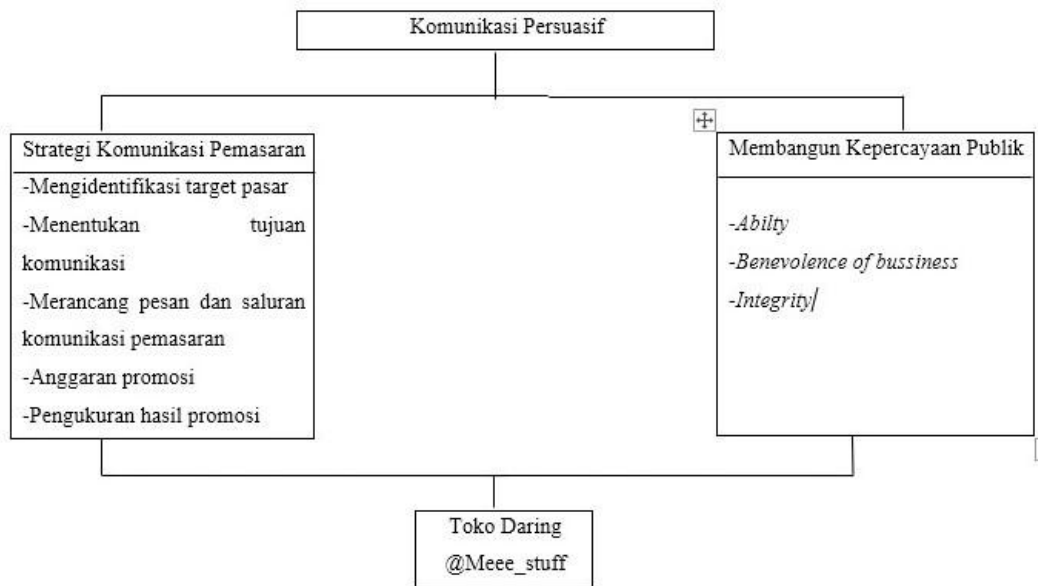 Komunikasi Persuasif
Strategi Komunikasi Pemasaran
-Mengidentifikasi target pasar
-Menentukan tujuan
komunikasi
-Merancang pesan dan saluran
komunikasi pemasaran
-Anggaran promosi
-Pengukuran hasil promosi
Membangun Kepercayaan Publik
-Abilty
-Benevolence of bussiness
-Integrity
Toko Daring
@Meee_stuff